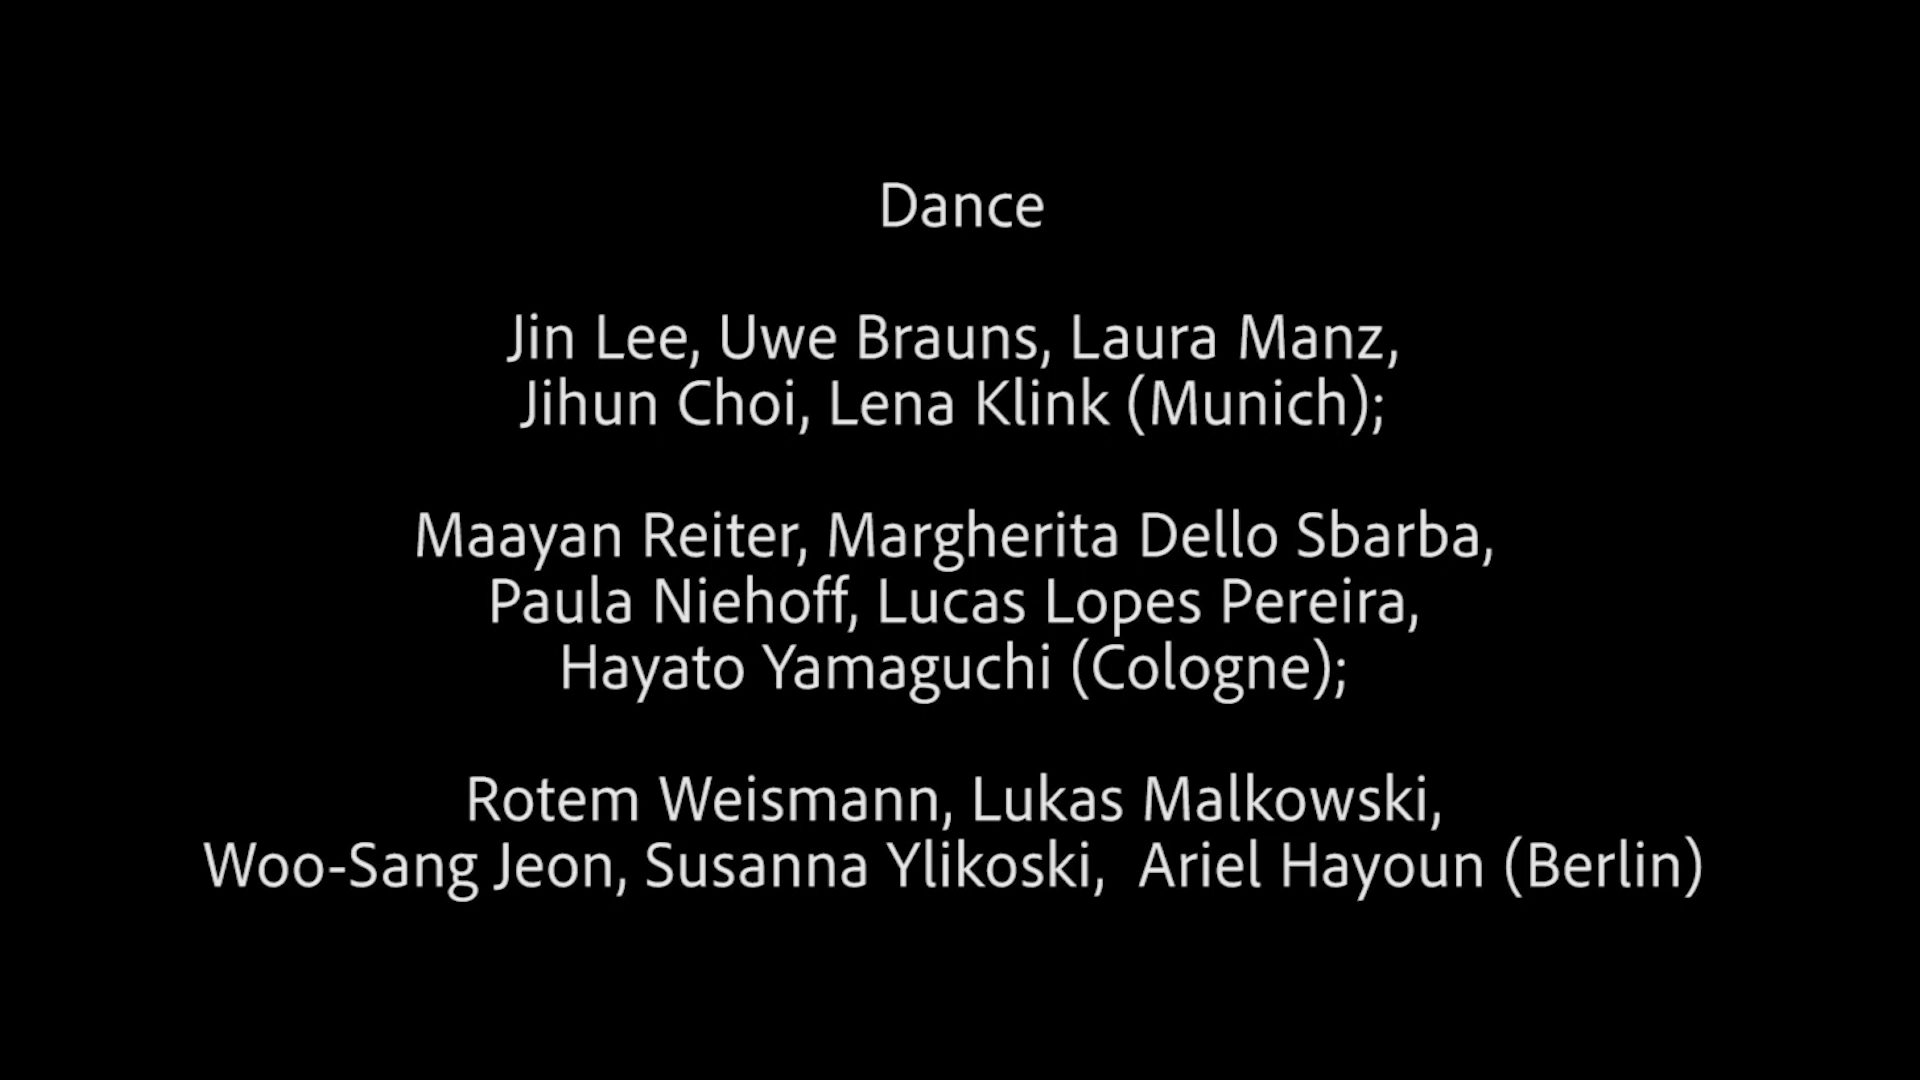 Dance
Jin Lee, Uwe Brauns, Laura Manz,
Jihun Choi, Lena Klink (Munich);
Maayan Reiter, Margherita Dello Sbarba,
Paula Niehoff, Lucas Lopes Pereira,
Hayato Yamaguchi (Cologne);
Rotem Weismann, Lukas Malkowski,
Woo-Sang Jeon, Susanna Ylikoski,  Ariel Hayoun (Berlin)